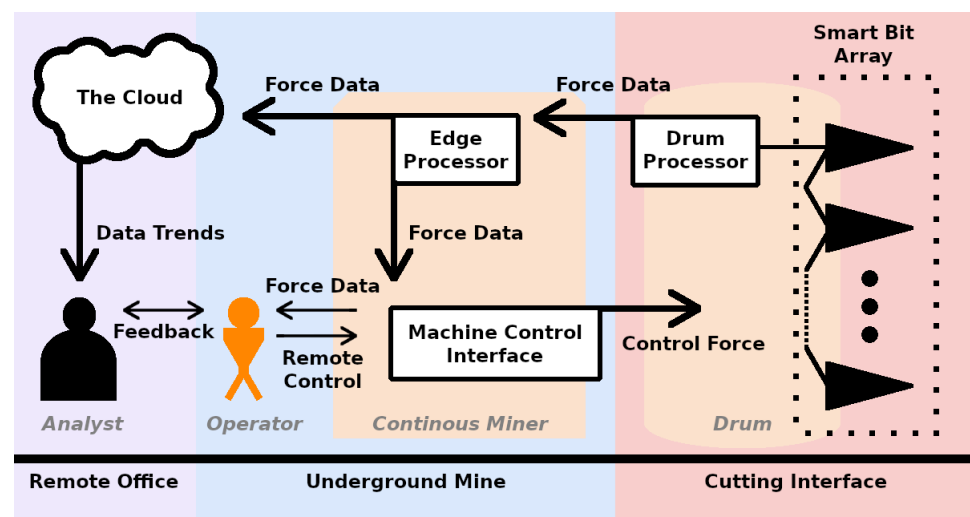 Smart Bit
Array
Force Data
Force Data
The Cloud
Edge
Processor
Drum
Processor
Data Trends
Force Data
Force Data
Feedback
Machine Control
Interface
Remote
Control
Control Force
Analyst
Operator
Continous Miner
Drum
Remote Office
Underground Mine
Cutting Interface